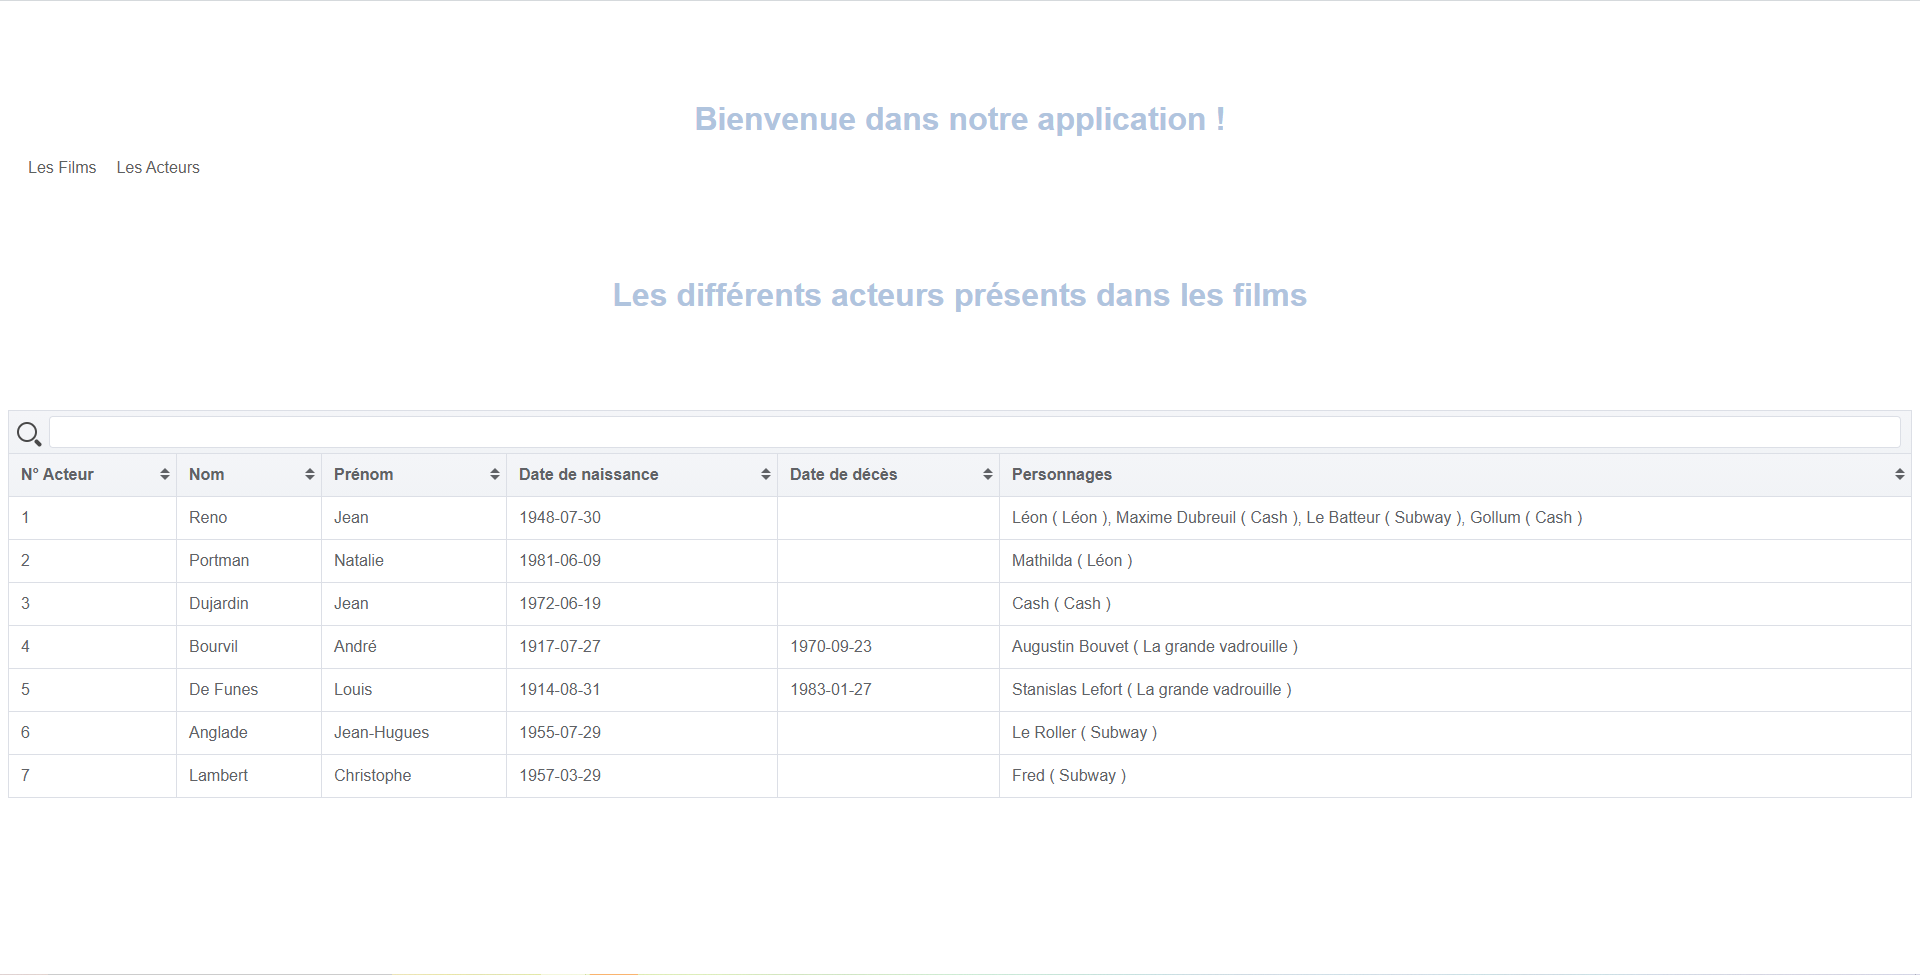 Bienvenue dans notre application !
Les Films Les Acteurs
Les différents acteurs présents dans les films
N° Acteur Nom Prénom Date de naissance Date de décès Personnages
1 Reno Jean 1948-07-30 Léon ( Léon ), Maxime Dubreuil ( Cash ), Le Batteur ( Subway ), Gollum ( Cash )
2 Portman Natalie 1981-06-09 Mathilda ( Léon )
3 Dujardin Jean 1972-06-19 Cash ( Cash )
4 Bourvil André 1917-07-27 1970-09-23 Augustin Bouvet ( La grande vadrouille )
5 De Funes Louis 1914-08-31 1983-01-27 Stanislas Lefort ( La grande vadrouille )
6 Anglade Jean-Hugues 1955-07-29 Le Roller ( Subway )
7 Lambert Christophe 1957-03-29 Fred ( Subway )